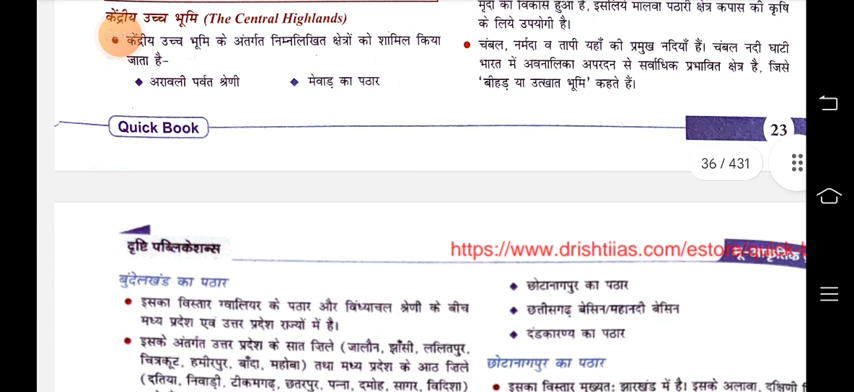 केंद्रीय उच्च भूमि (The Central Highlands)
• केंद्रीय उच्च भूमि के अंतर्गत निम्नलिखित क्षेत्रों को शामिल किया
जाता है–
◆ अरावली पर्वत श्रेणी ◆ मेवाड़ का पठार
मृदा का विकास हुआ है, इसलिये मालवा पठारी क्षेत्र कपास की कृषि
के लिये उपयोगी है।
• चंबल, नर्मदा व तापी यहाँ की प्रमुख नदियाँ हैं। चंबल नदी घाटी
भारत में अवनालिका अपरदन से सर्वाधिक प्रभावित क्षेत्र है, जिसे
‘बीहड़ या उत्खात भूमि’ कहते हैं।
Quick Book
23
36 / 431
दृष्टि पब्लिकेशन्स
https://www.drishtiias.com/esto
भू-आकृतिक
बुंदेलखंड का पठार
• इसका विस्तार ग्वालियर के पठार और विंध्याचल श्रेणी के बीच
मध्य प्रदेश एवं उत्तर प्रदेश राज्यों में है।
• इसके अंतर्गत उत्तर प्रदेश के सात जिले (जालौन, झाँसी, ललितपुर,
चित्रकूट, हमीरपुर, बाँदा, महोबा) तथा मध्य प्रदेश के आठ जिले
(दतिया, निवाड़ी, टीकमगढ़, छतरपुर, पन्ना, दमोह, सागर, विदिशा)
◆ छोटानागपुर का पठार
◆ छत्तीसगढ़ बेसिन/महानदी बेसिन
◆ दंडकारण्य का पठार
छोटानागपुर का पठार
• इसका विस्तार मुख्यत: झारखंड में है। इसके अलावा, दक्षिणी